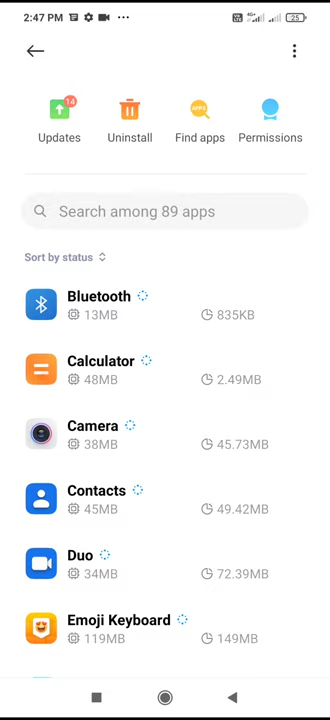 2:47 PM
25
14
Updates Uninstall Find apps Permissions
APPS
Search among 89 apps
Sort by status
Bluetooth
13MB 835KB
Calculator
48MB 2.49MB
Camera
38MB 45.73MB
Contacts
45MB 49.42MB
Duo
34MB 72.39MB
Emoji Keyboard
119MB 149MB